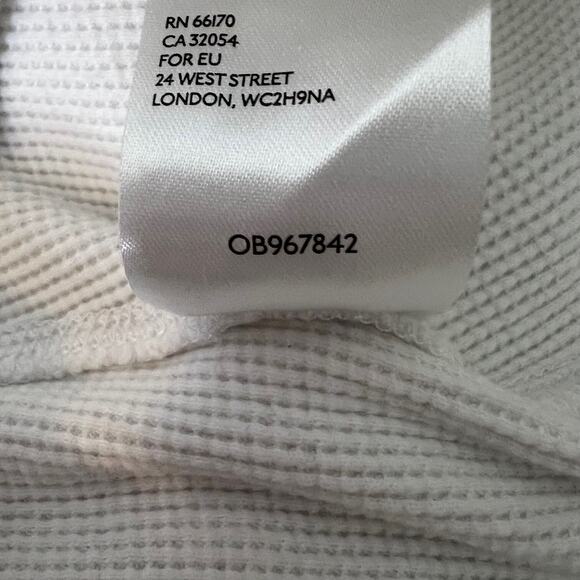 RN 66170
CA 32054
FOR EU
24 WEST STREET
LONDON, WC2H9NA
OB967842